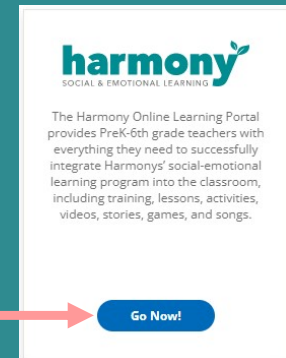 harmony
SOCIAL & EMOTIONAL LEARNING
The Harmony Online Learning Portal
provides PreK-6th grade teachers with
everything they need to successfully
integrate Harmonys' social-emotional
learning program into the classroom,
including training, lessons, activities,
videos, stories, games, and songs.
Go Now!